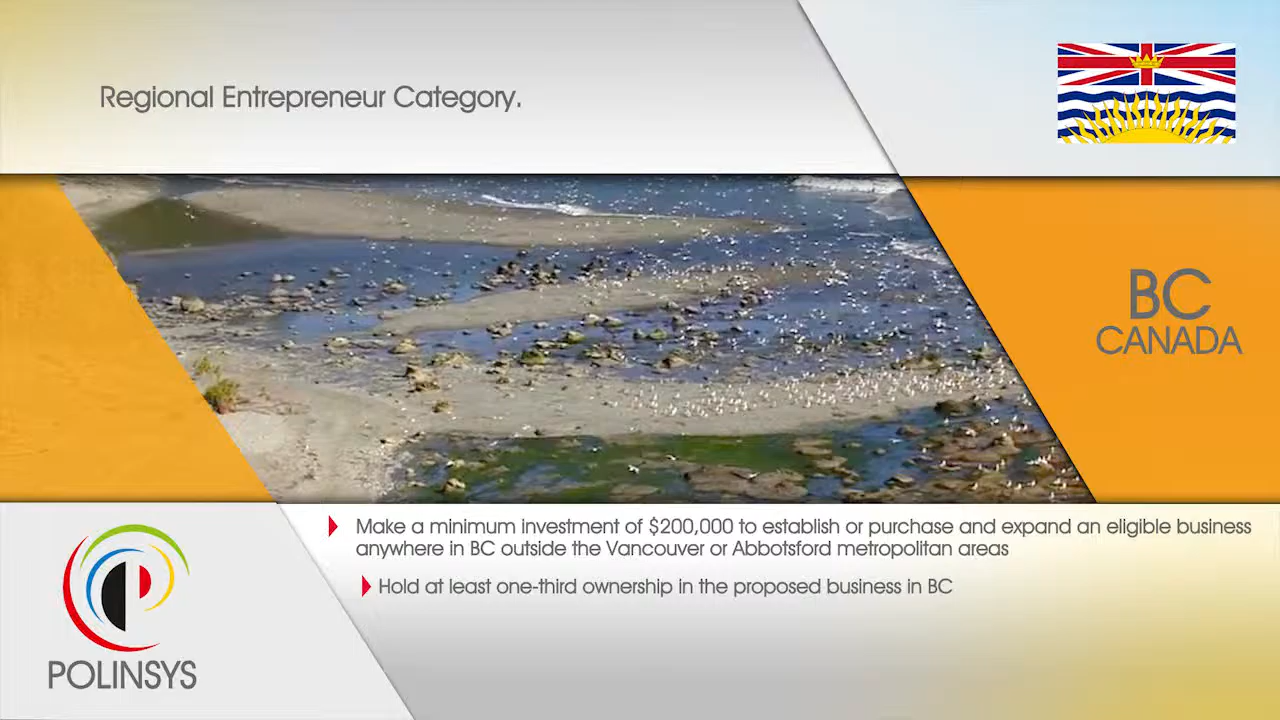 Regional Entrepreneur Category.
BC
CANADA
Make a minimum investment of $200,000 to establish or purchase and expand an eligible business
anywhere in BC outside the Vancouver or Abbotsford metropolitan areas
Hold at least one-third ownership in the proposed business in BC
POLINSYS